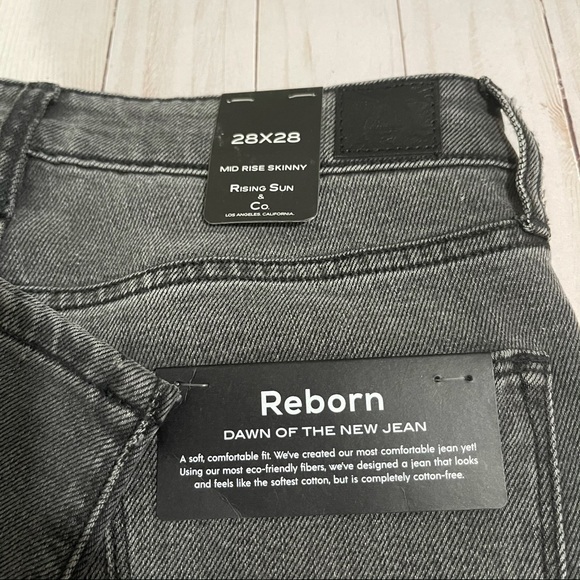 28X28
MID RISE SKINNY
RISING SUN
&
CO.
LOS ANGELES. CALIFORNIA.
Reborn
DAWN OF THE NEW JEAN
A soft, comfortable fit. We've created our most comfortable jean yet!
Using our most eco-friendly fibers, we've designed a jean that looks
and feels like the softest cotton, but is completely cotton-free.